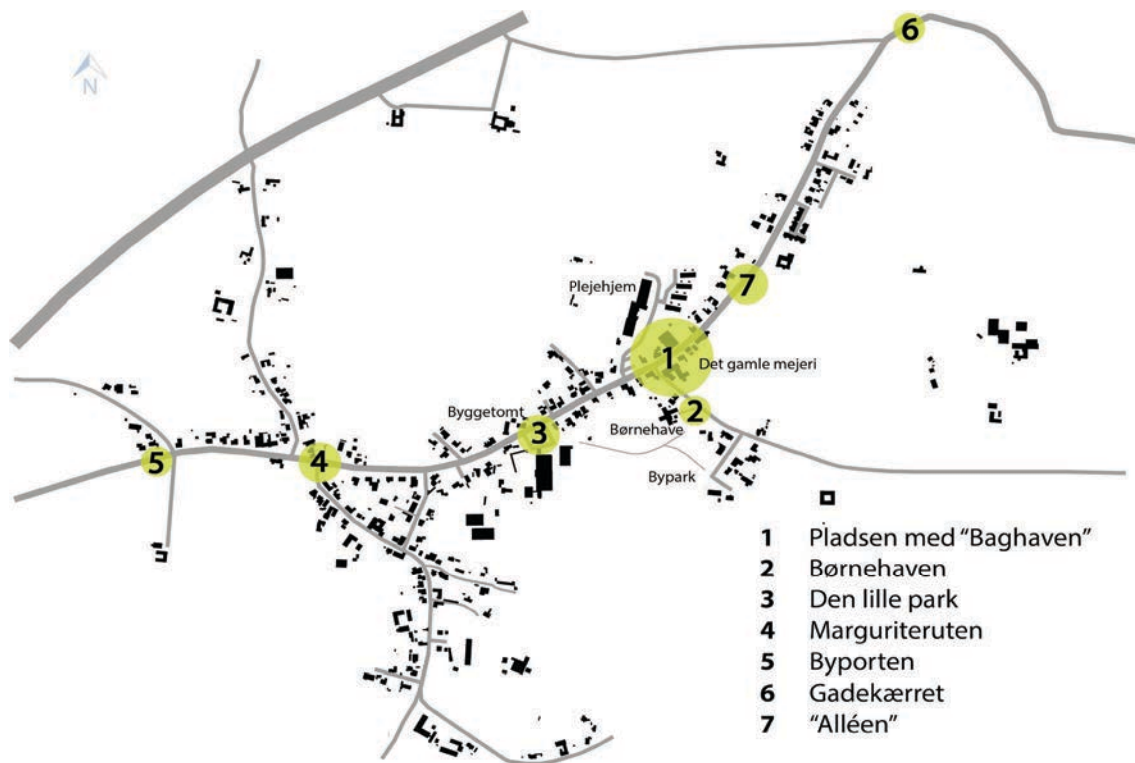 6
N
7
Plejehjem
1
Det gamle mejeri
2
Byggetomt
3
Børnehave
4
5
Bypark
1 Pladsen med “Baghaven”
2 Børnehaven
3 Den lille park
4 Marguriteruten
5 Byporten
6 Gadekærret
7 “Alléen”